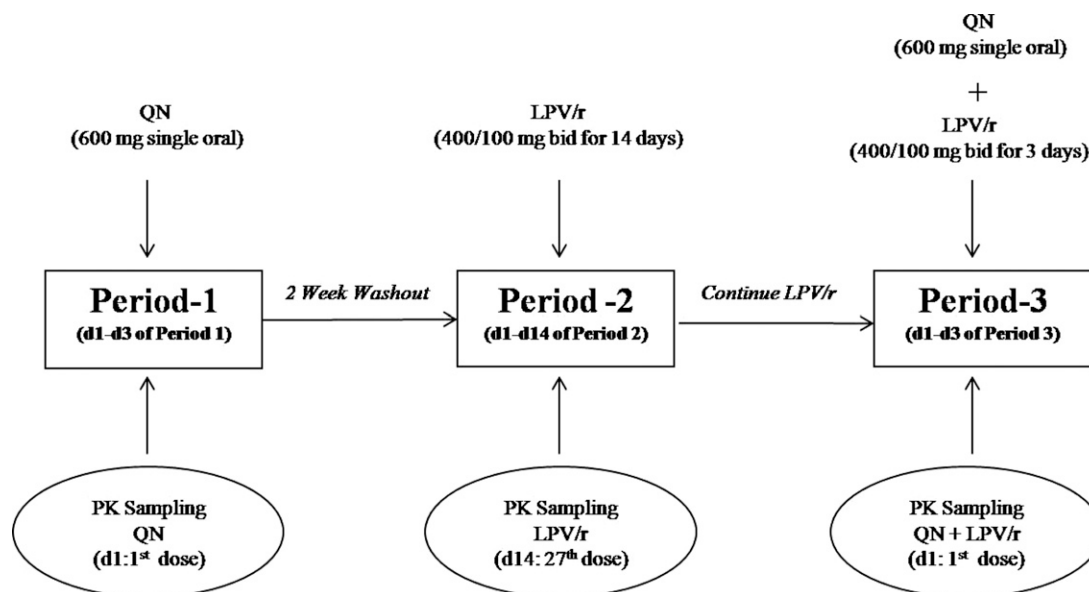 QN
(600 mg single oral)
LPV/r
(400/100 mg bid for 14 days)
QN
(600 mg single oral)
+
LPV/r
(400/100 mg bid for 3 days)
Period-1
(d1-d3 of Period 1)
2 Week Washout
Period -2
(d1-d14 of Period 2)
Continue LPV/r
Period-3
(d1-d3 of Period 3)
PK Sampling
QN
(d1:1st dose)
PK Sampling
LPV/r
(d14: 27th dose)
PK Sampling
QN + LPV/r
(d1: 1st dose)